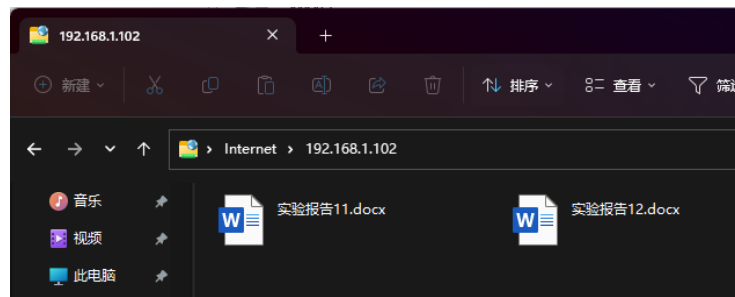 192.168.1.102
新建
排序
查看
Internet
192.168.1.102
音乐
视频
此电脑
实验报告11.docx
实验报告12.docx